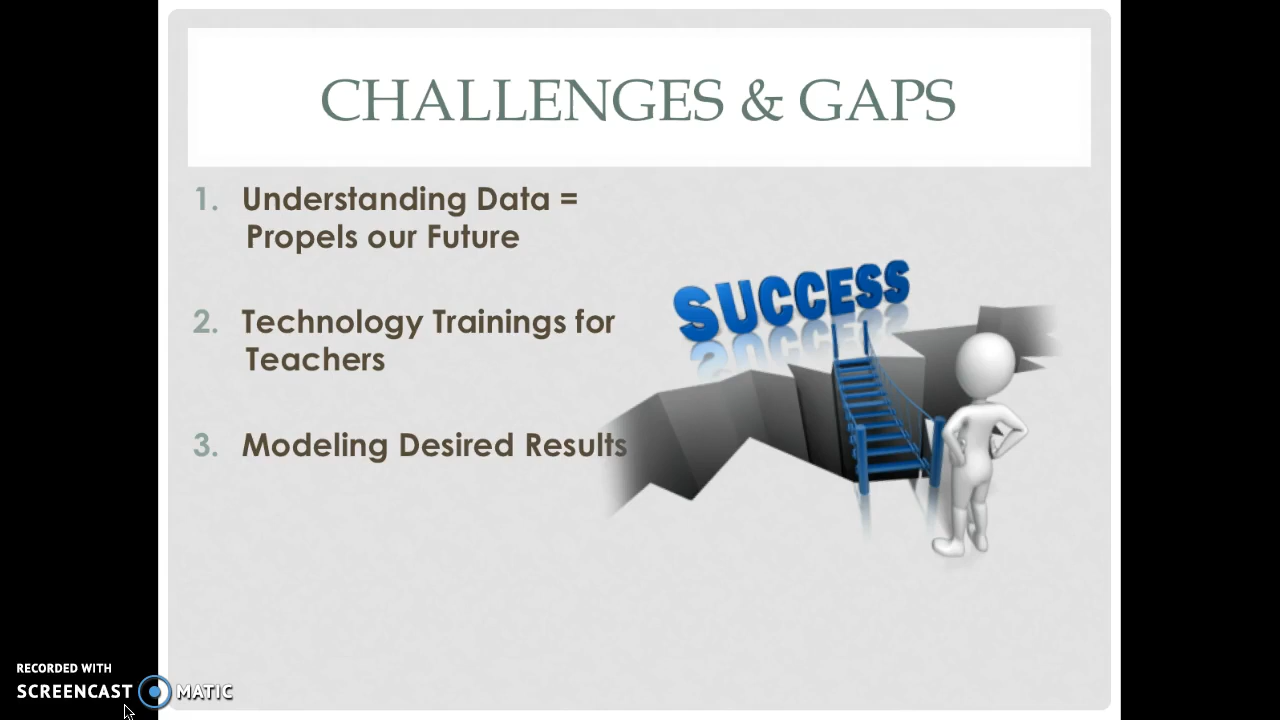 CHALLENGES & GAPS
1. Understanding Data =
Propels our Future
2. Technology Trainings for
Teachers
3. Modeling Desired Results
SUCCESS
RECORDED WITH
SCREENCAST MATIC